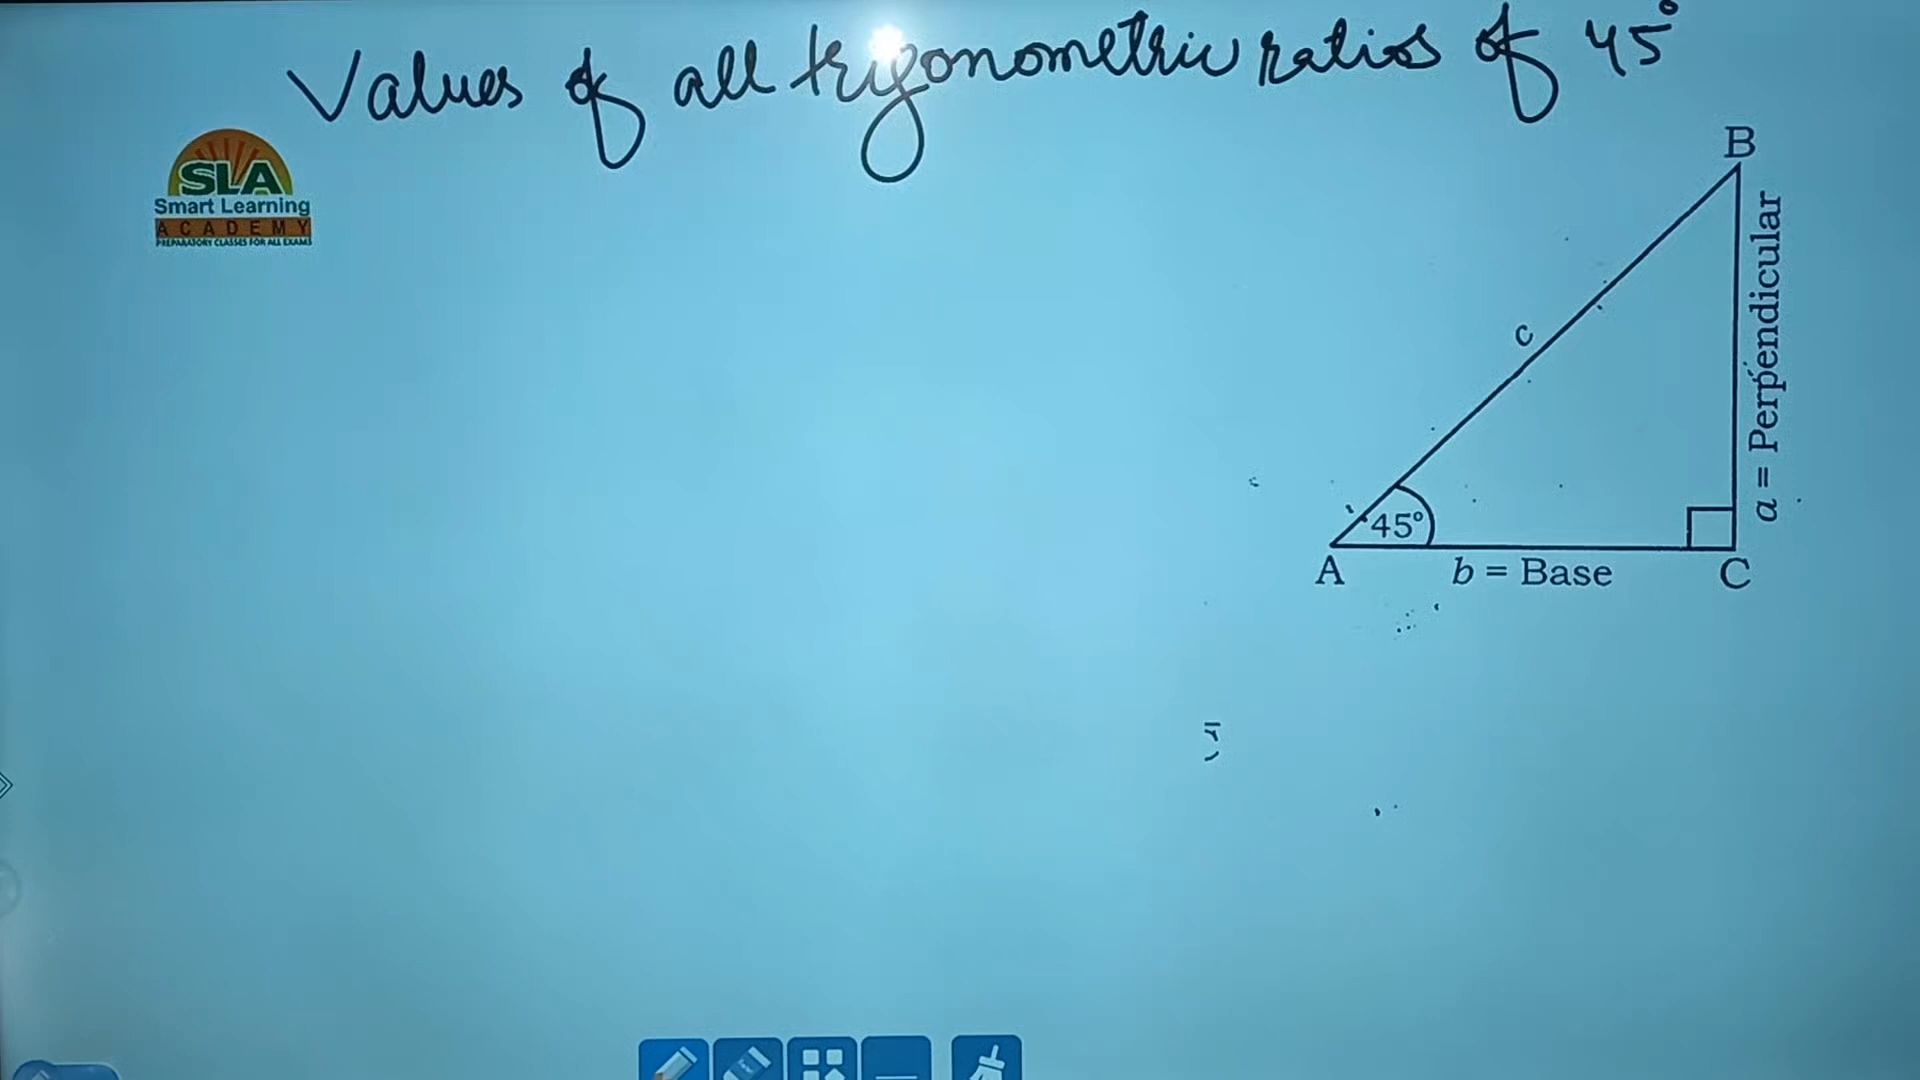 Values of all trigonometric ratios of 45°
SLA
Smart Learning
ACADEMY
PREPARATORY CLASSES FOR ALL EXAMS
B
c
a = Perpendicular
45°
A
b = Base
C